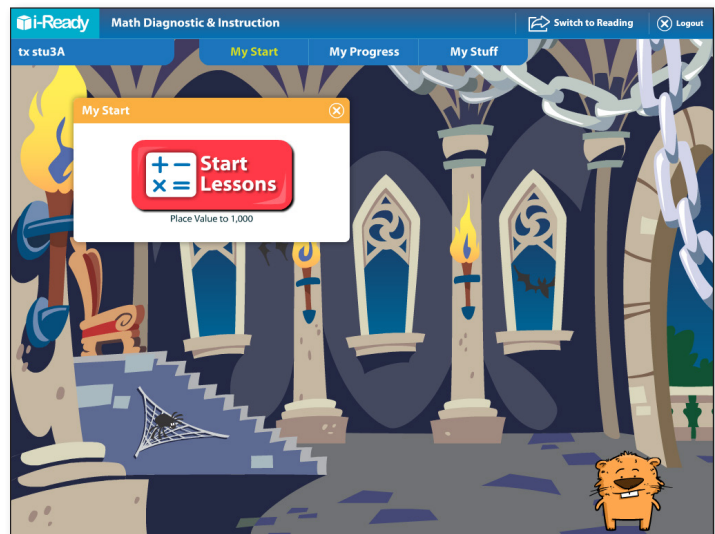 i-Ready Math Diagnostic & Instruction Switch to Reading Logout
tx stu3A My Start My Progress My Stuff
My Start
+ − Start
× = Lessons
Place Value to 1,000